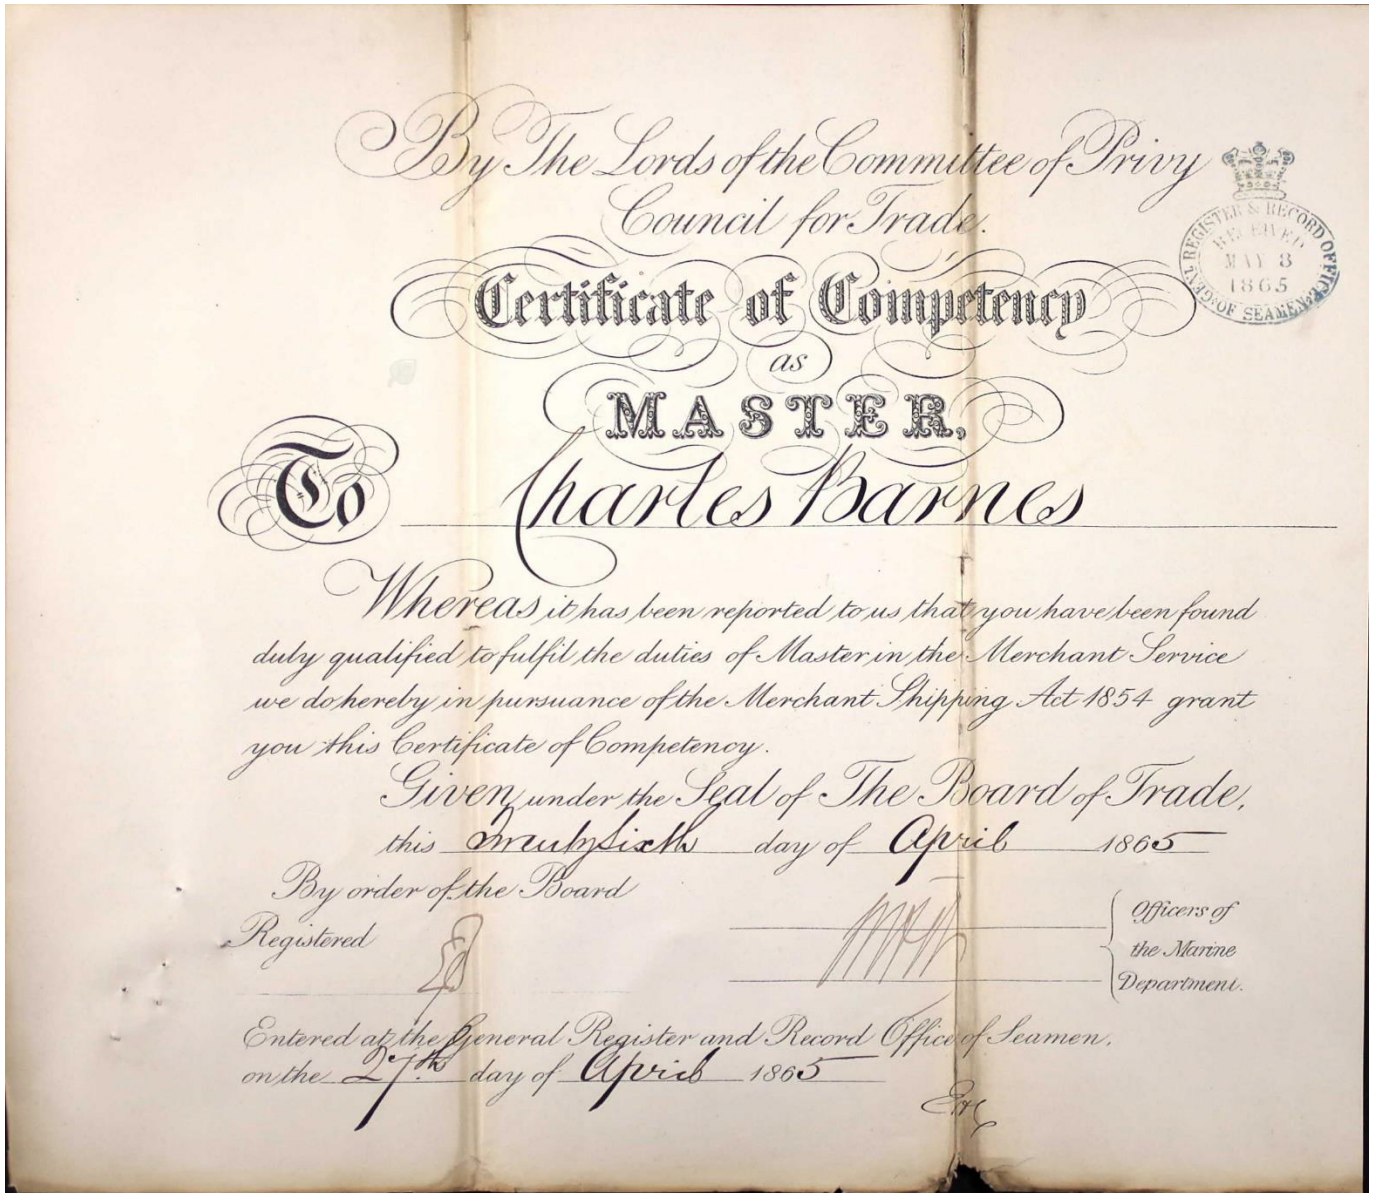 By The Lords of the Committee of Privy
Council for Trade.
GENL REGISTER & RECORD OFFICE OF SEAMEN
RECEIVED
MAY 8
1865
Certificate of Competency
as
MASTER,
To Charles Barnes
Whereas it has been reported to us that you have been found
duly qualified to fulfil the duties of Master in the Merchant Service
we do hereby in pursuance of the Merchant Shipping Act 1854 grant
you this Certificate of Competency.
Given under the Seal of The Board of Trade,
this Twenty Sixth day of April 1865
By order of the Board
Registered
Officers of
the Marine
Department.
Entered at the General Register and Record Office of Seamen,
on the 27th day of April 1865